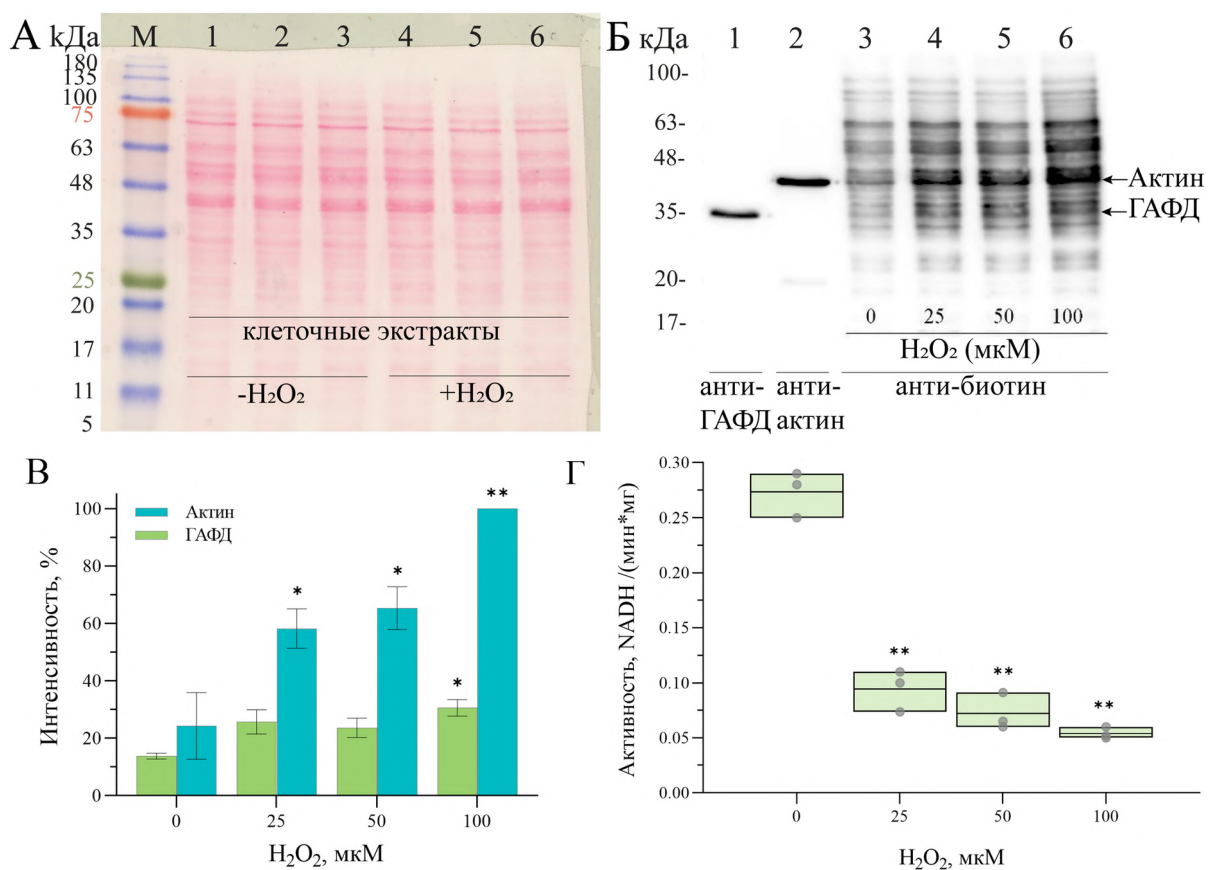 А
кДа М 1 2 3 4 5 6
180
135
100
75
63
48
35
25
20
17
11
5
клеточные экстракты
-H₂O₂ +H₂O₂
Б кДа 1 2 3 4 5 6
100-
63-
48-
35-
20-
17-
Актин
ГАФД
0 25 50 100
H₂O₂ (мкМ)
анти-ГАФД
анти-актин
анти-биотин
В
Интенсивность, %
100
80
60
40
20
0
Актин
ГАФД
* * ** *
0 25 50 100
H₂O₂, мкМ
Г
Активность, NADH /(мин*мг)
0.30
0.25
0.20
0.15
0.10
0.05
0.00
** ** **
0 25 50 100
H₂O₂, мкМ